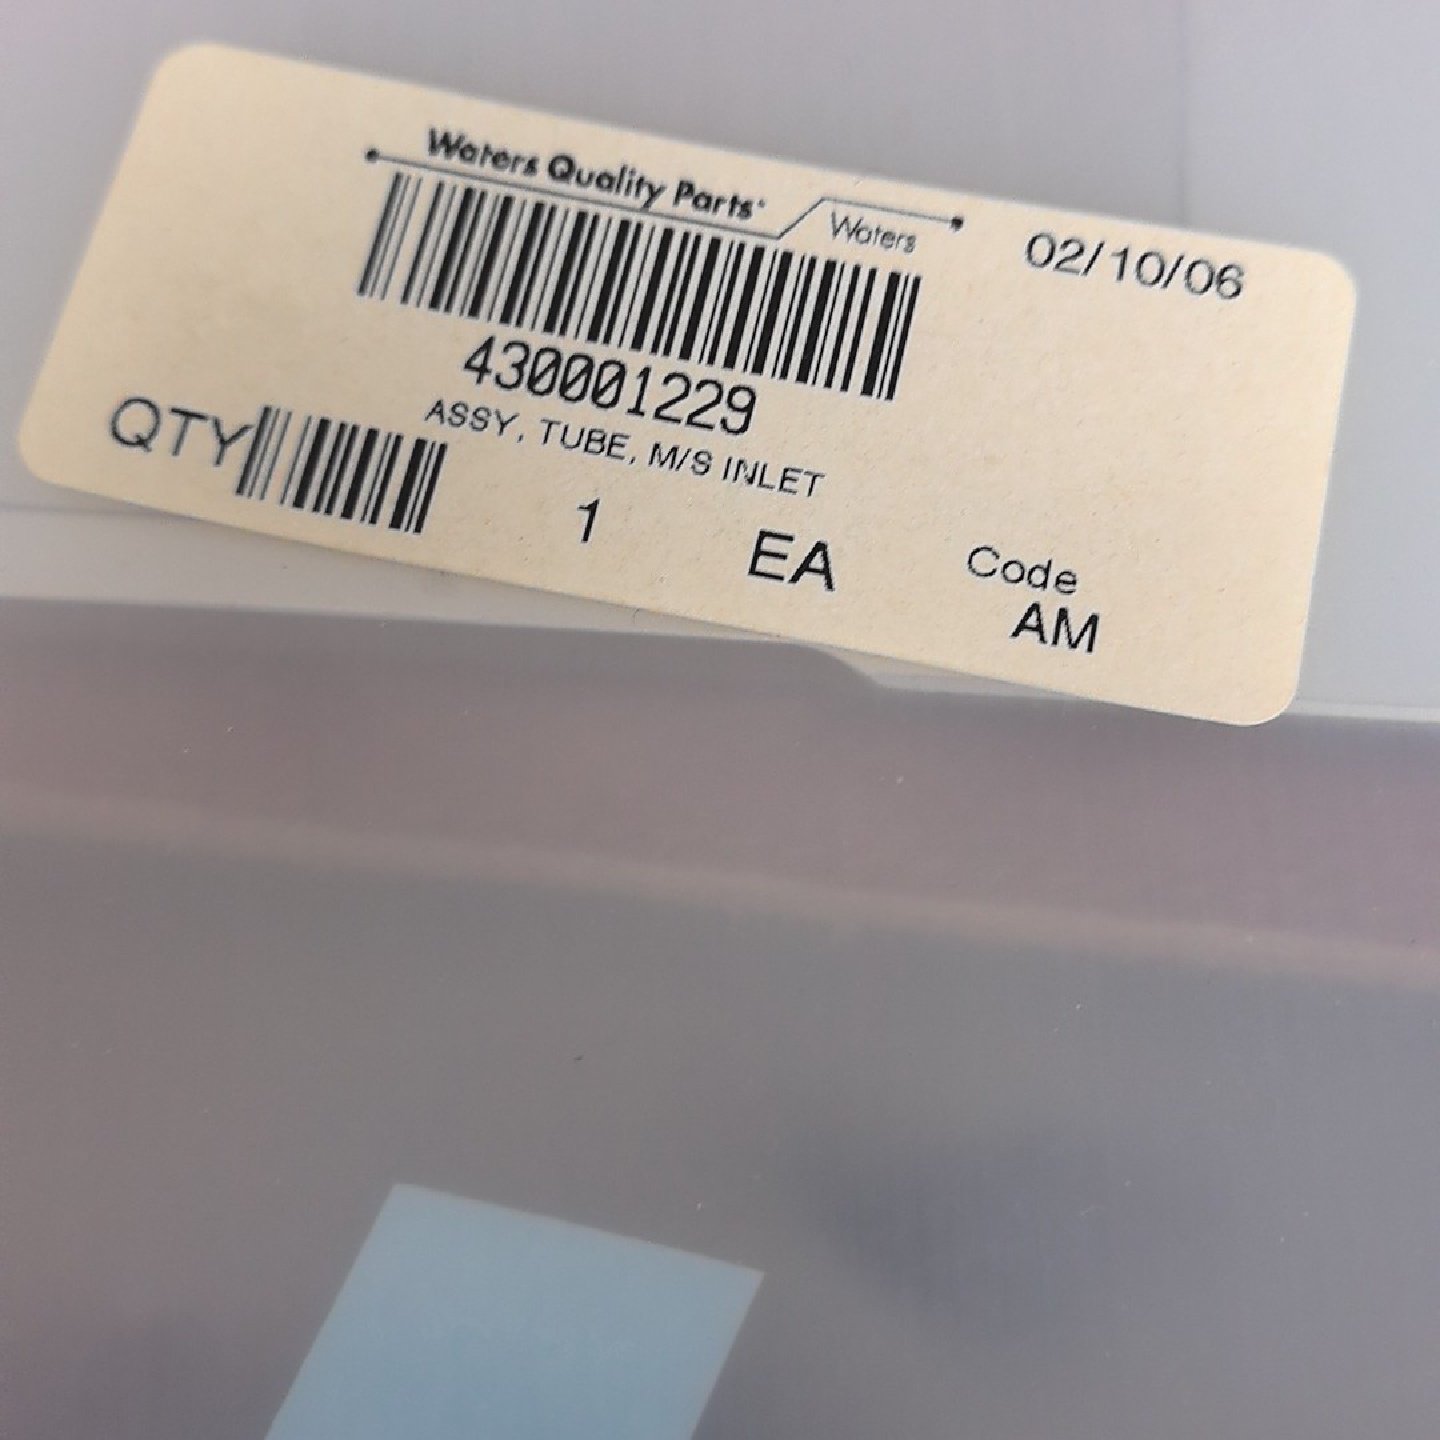 Waters Quality Parts®
Waters
02/10/06
430001229
ASSY, TUBE, M/S INLET
QTY
1 EA
Code
AM